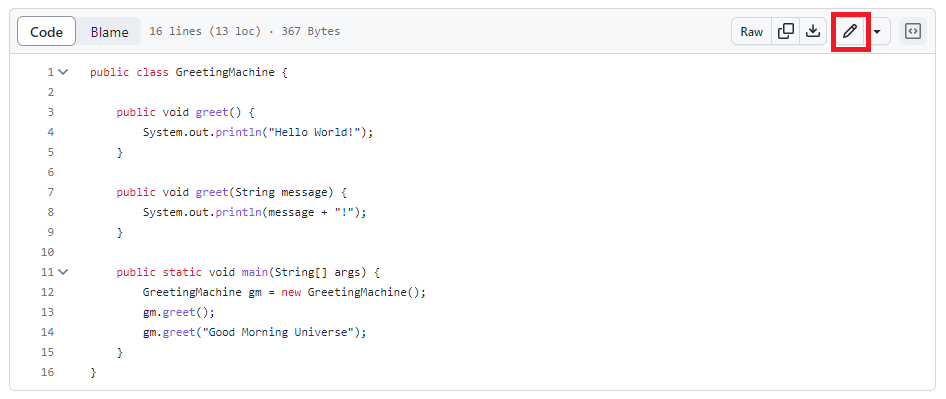 Code Blame 16 lines (13 loc) · 367 Bytes Raw
1 public class GreetingMachine {
2
3 public void greet() {
4 System.out.println("Hello World!");
5 }
6
7 public void greet(String message) {
8 System.out.println(message + "!");
9 }
10
11 public static void main(String[] args) {
12 GreetingMachine gm = new GreetingMachine();
13 gm.greet();
14 gm.greet("Good Morning Universe");
15 }
16 }